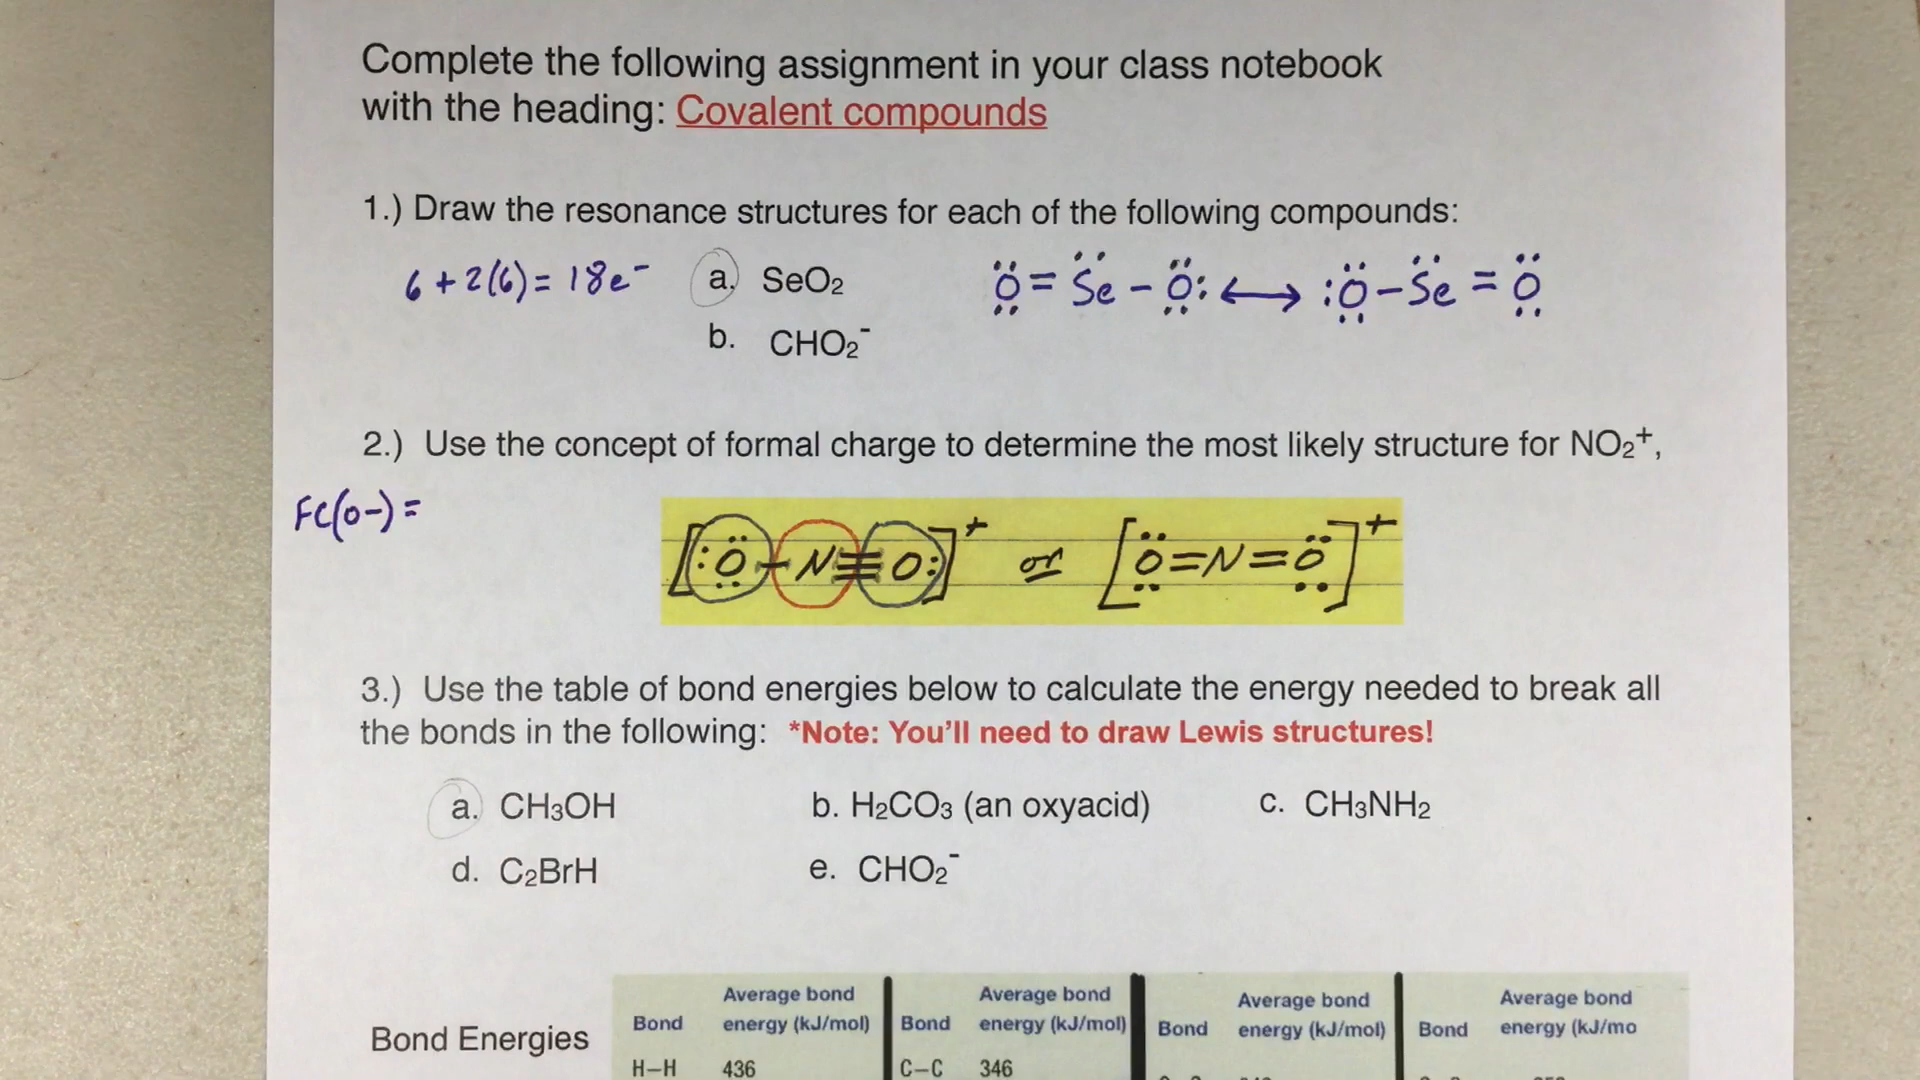 Complete the following assignment in your class notebook
with the heading: Covalent compounds
1.) Draw the resonance structures for each of the following compounds:
6 + 2(6) = 18e⁻ a. SeO₂ :Ö = S̈e – Ö: ⟷ :Ö – S̈e = Ö:
b. CHO₂⁻
2.) Use the concept of formal charge to determine the most likely structure for NO₂⁺,
FC(O-) =
[:Ö – N ≡ O:]⁺ or [Ö = N = Ö]⁺
3.) Use the table of bond energies below to calculate the energy needed to break all
the bonds in the following: *Note: You'll need to draw Lewis structures!
a. CH₃OH b. H₂CO₃ (an oxyacid) c. CH₃NH₂
d. C₂BrH e. CHO₂⁻
Bond Energies
Bond Average bond energy (kJ/mol) Bond Average bond energy (kJ/mol) Bond Average bond energy (kJ/mol) Bond Average bond energy (kJ/mo
H–H 436 C–C 346